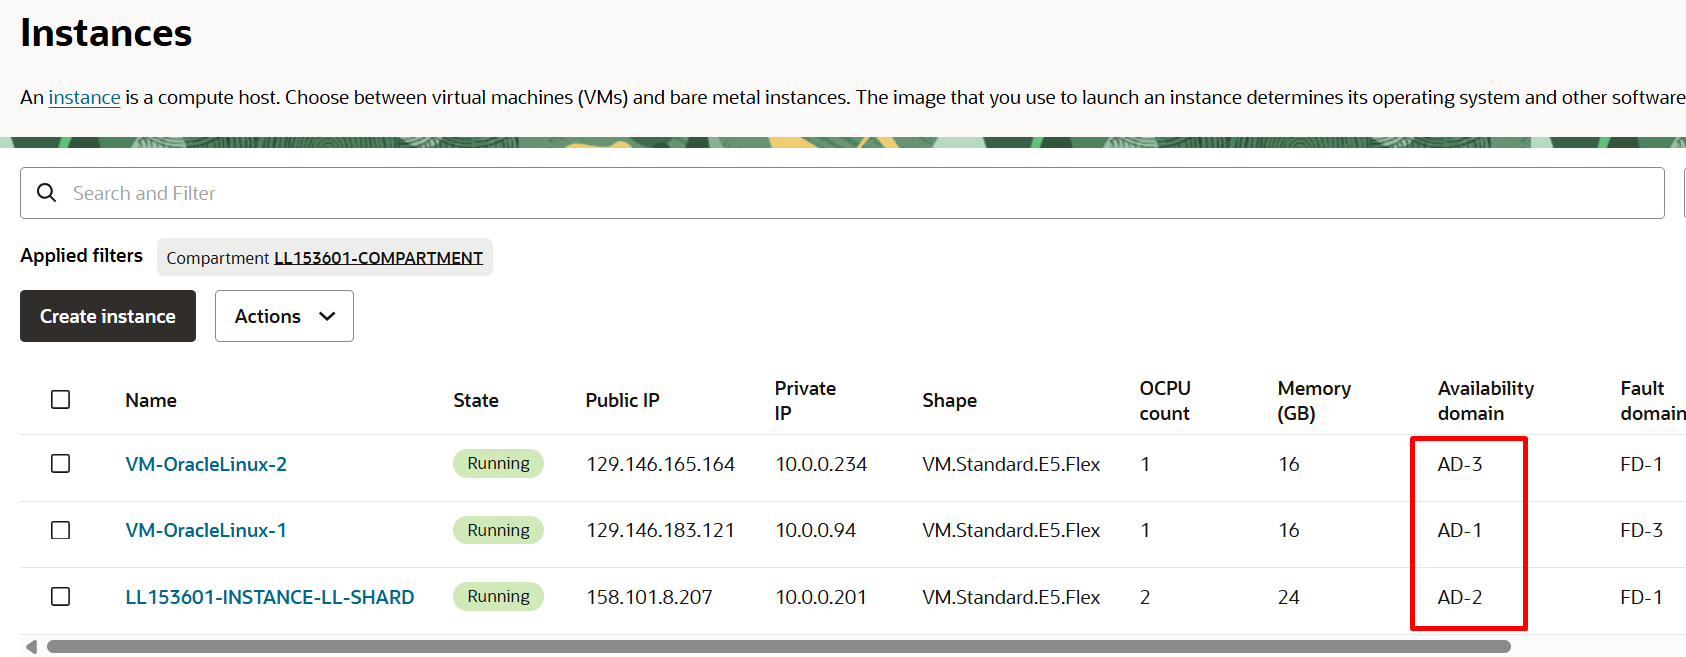 Instances
An instance is a compute host. Choose between virtual machines (VMs) and bare metal instances. The image that you use to launch an instance determines its operating system and other software
Search and Filter
Applied filters Compartment LL153601-COMPARTMENT
Create instance Actions
Name State Public IP Private IP Shape OCPU count Memory (GB) Availability domain Fault domain
VM-OracleLinux-2 Running 129.146.165.164 10.0.0.234 VM.Standard.E5.Flex 1 16 AD-3 FD-1
VM-OracleLinux-1 Running 129.146.183.121 10.0.0.94 VM.Standard.E5.Flex 1 16 AD-1 FD-3
LL153601-INSTANCE-LL-SHARD Running 158.101.8.207 10.0.0.201 VM.Standard.E5.Flex 2 24 AD-2 FD-1